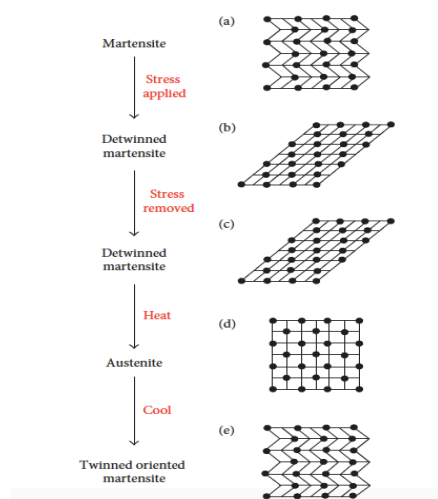 (a)
Martensite
Stress
applied
(b)
Detwinned
martensite
Stress
removed
(c)
Detwinned
martensite
Heat
(d)
Austenite
Cool
(e)
Twinned oriented
martensite